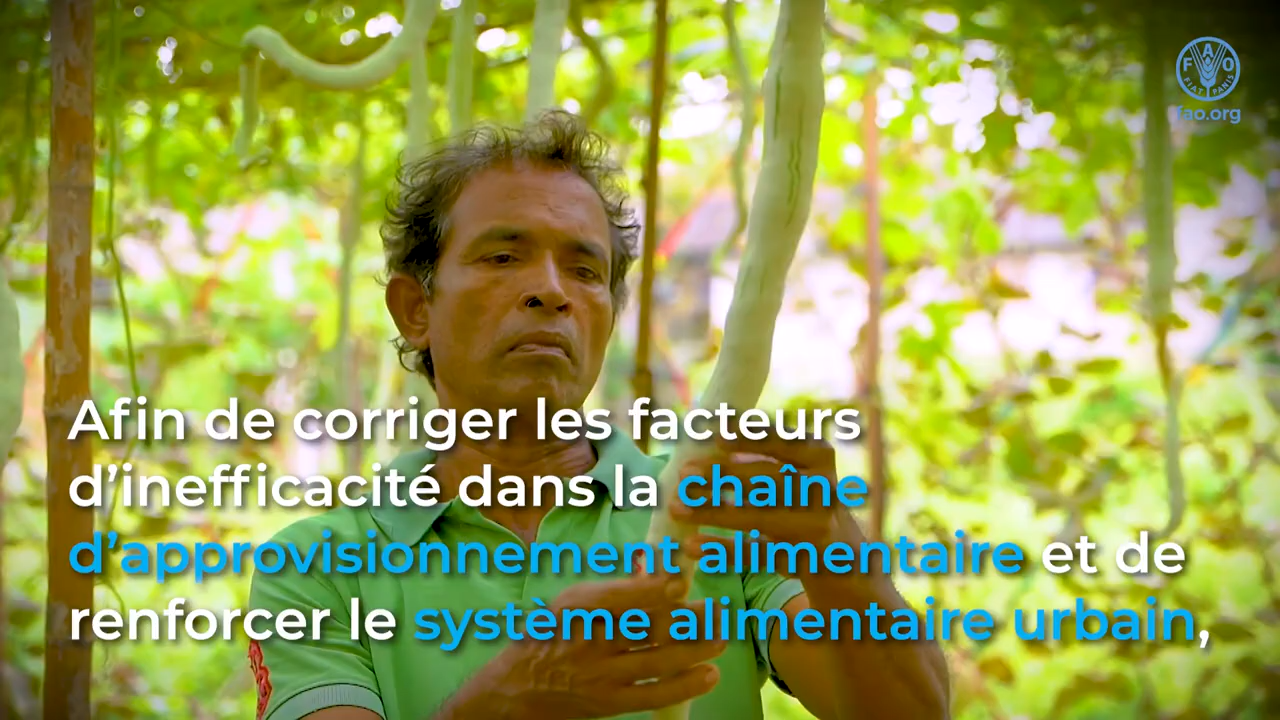 F A O
FIAT PANIS
fao.org
Afin de corriger les facteurs
d'inefficacité dans la chaîne
d'approvisionnement alimentaire et de
renforcer le système alimentaire urbain,